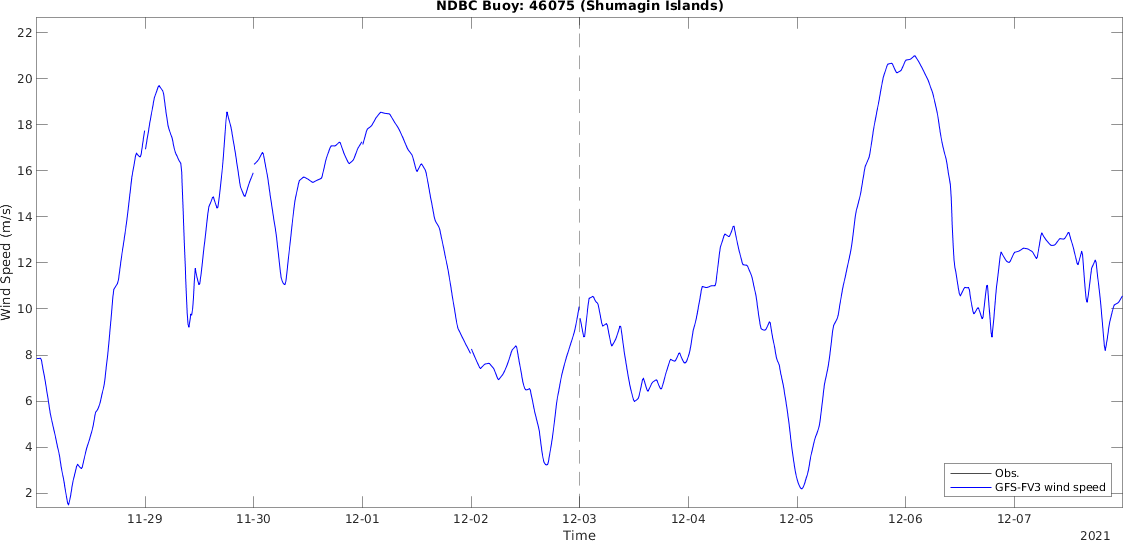 NDBC Buoy: 46075 (Shumagin Islands)
22
20
18
16
14
12
10
8
6
4
2
Wind Speed (m/s)
Obs.
GFS-FV3 wind speed
11-29 11-30 12-01 12-02 12-03 12-04 12-05 12-06 12-07
Time
2021